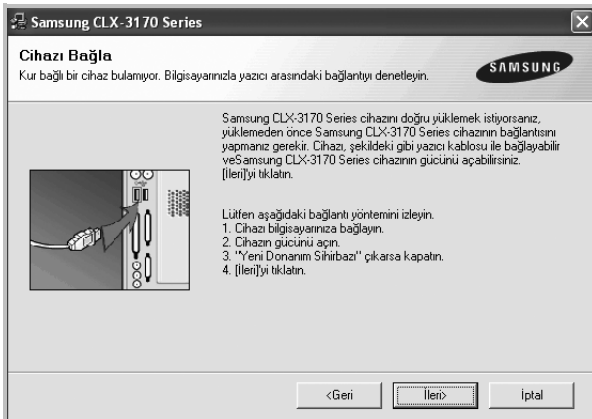 Samsung CLX-3170 Series
Cihazı Bağla
Kur bağlı bir cihaz bulamıyor. Bilgisayarınızla yazıcı arasındaki bağlantıyı denetleyin.
SAMSUNG
Samsung CLX-3170 Series cihazını doğru yüklemek istiyorsanız,
yüklemeden önce Samsung CLX-3170 Series cihazının bağlantısını
yapmanız gerekir. Cihazı, şekildeki gibi yazıcı kablosu ile bağlayabilir
veSamsung CLX-3170 Series cihazının gücünü açabilirsiniz.
[İleri]'yi tıklatın.
Lütfen aşağıdaki bağlantı yöntemini izleyin.
1. Cihazı bilgisayarınıza bağlayın.
2. Cihazın gücünü açın.
3. "Yeni Donanım Sihirbazı" çıkarsa kapatın.
4. [İleri]'yi tıklatın.
<Geri
İleri>
İptal